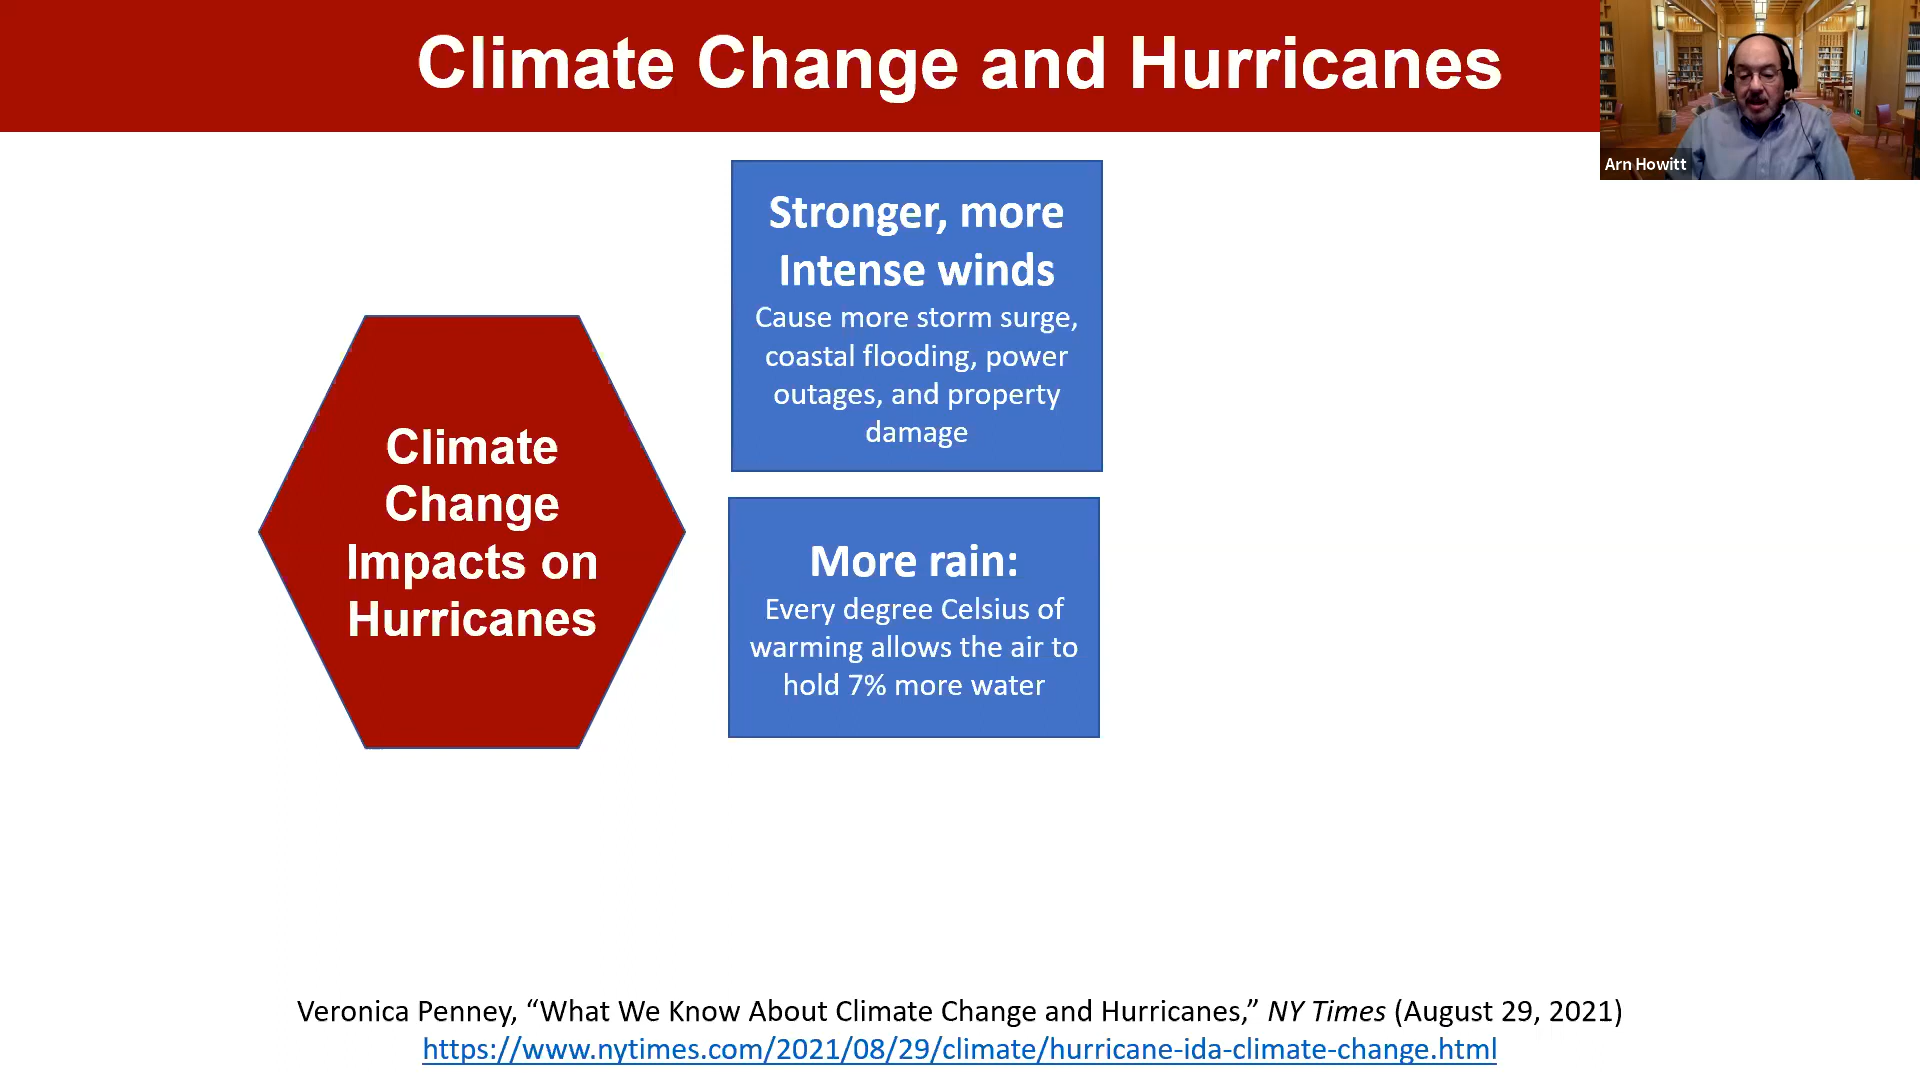 Climate Change and Hurricanes
Arn Howitt
Stronger, more
Intense winds
Cause more storm surge,
coastal flooding, power
outages, and property
damage
Climate
Change
Impacts on
Hurricanes
More rain:
Every degree Celsius of
warming allows the air to
hold 7% more water
Veronica Penney, “What We Know About Climate Change and Hurricanes,” NY Times (August 29, 2021)
https://www.nytimes.com/2021/08/29/climate/hurricane-ida-climate-change.html